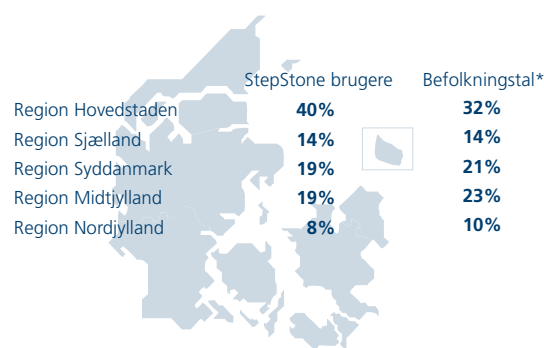 StepStone brugere Befolkningstal*
Region Hovedstaden 40% 32%
Region Sjælland 14% 14%
Region Syddanmark 19% 21%
Region Midtjylland 19% 23%
Region Nordjylland 8% 10%